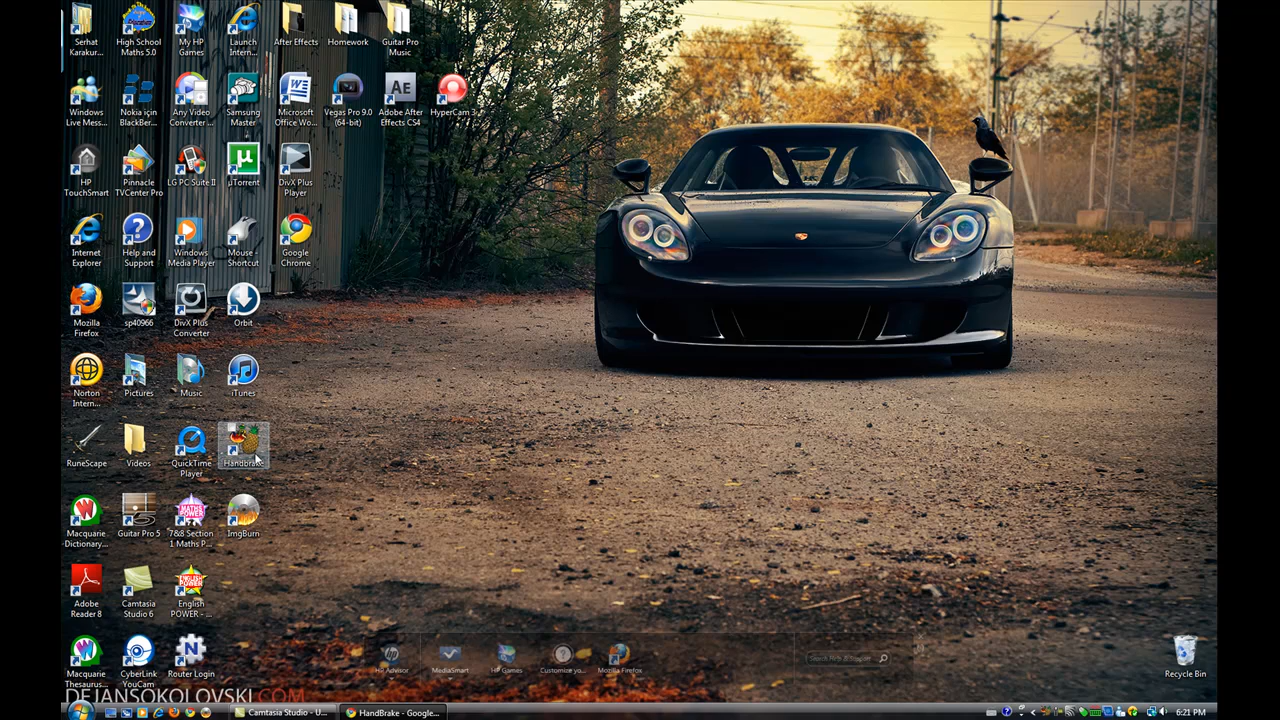 Serhat
Karakur...
High School
Maths 5.0
My HP
Games
Launch
Intern...
After Effects
Homework
Guitar Pro
Music
Windows
Live Mess...
Nokia için
BlackBer...
Any Video
Converter ...
Samsung
Master
Microsoft
Office Wo...
Vegas Pro 9.0
(64-bit)
Adobe After
Effects CS4
HyperCam 3
HP
TouchSmart
Pinnacle
TVCenter Pro
LG PC Suite II
µTorrent
DivX Plus
Player
Internet
Explorer
Help and
Support
Windows
Media Player
Mouse
Shortcut
Google
Chrome
Mozilla
Firefox
sp40966
DivX Plus
Converter
Orbit
Norton
Intern...
Pictures
Music
iTunes
RuneScape
Videos
QuickTime
Player
Handbrake
Macquarie
Dictionary...
Guitar Pro 5
7&8 Section
1 Maths P...
ImgBurn
Adobe
Reader 8
Camtasia
Studio 6
English
POWER - ...
Macquarie
Thesaurus...
CyberLink
YouCam
Router Login
HP Advisor
MediaSmart
HP Games
Customize yo...
Mozilla Firefox
Search Help & Support
Recycle Bin
DEJANSOKOLOVSKI.COM
Camtasia Studio - U...
HandBrake - Google...
6:21 PM